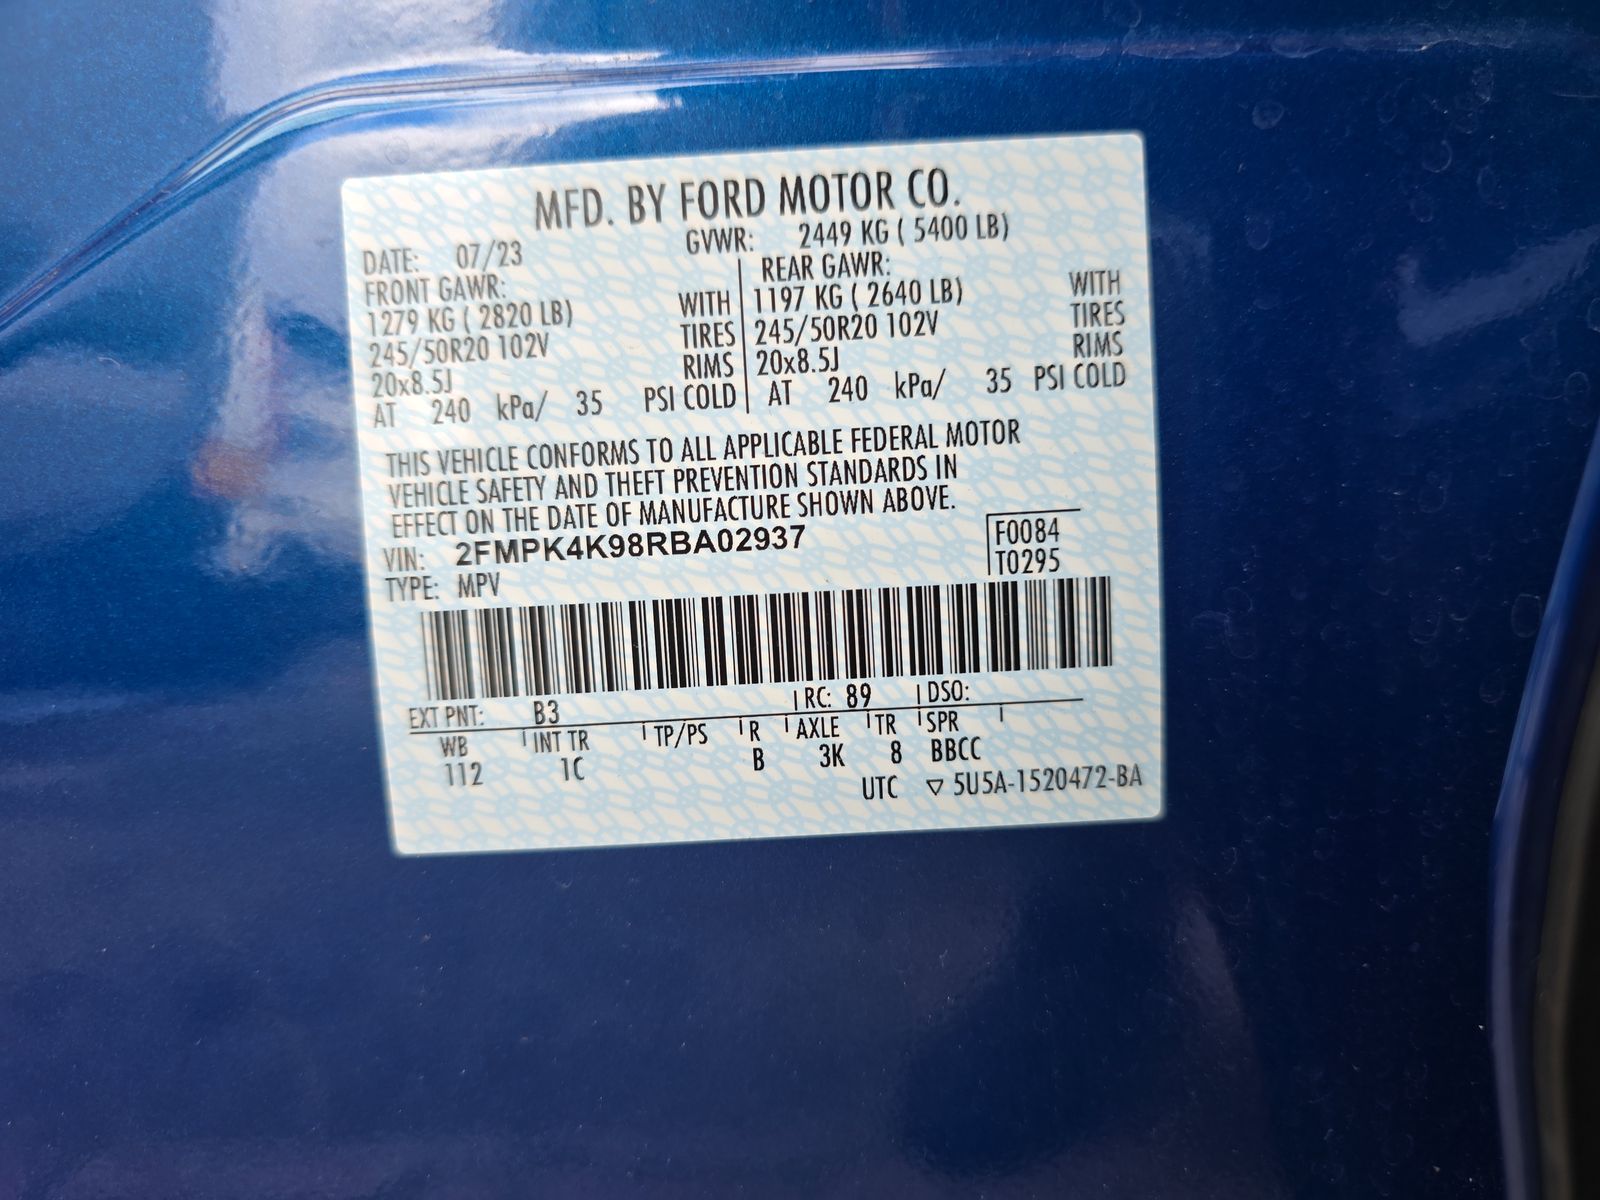 MFD. BY FORD MOTOR CO.
DATE: 07/23 GVWR: 2449 KG ( 5400 LB)
FRONT GAWR: REAR GAWR:
1279 KG ( 2820 LB) WITH 1197 KG ( 2640 LB) WITH
245/50R20 102V TIRES 245/50R20 102V TIRES
20x8.5J RIMS 20x8.5J RIMS
AT 240 kPa/ 35 PSI COLD AT 240 kPa/ 35 PSI COLD
THIS VEHICLE CONFORMS TO ALL APPLICABLE FEDERAL MOTOR
VEHICLE SAFETY AND THEFT PREVENTION STANDARDS IN
EFFECT ON THE DATE OF MANUFACTURE SHOWN ABOVE.
VIN: 2FMPK4K98RBA02937 F0084
TYPE: MPV T0295
EXT PNT: B3 RC: 89 DSO:
WB INT TR TP/PS R AXLE TR SPR
112 1C B 3K 8 BBCC
UTC ▽ 5U5A-1520472-BA